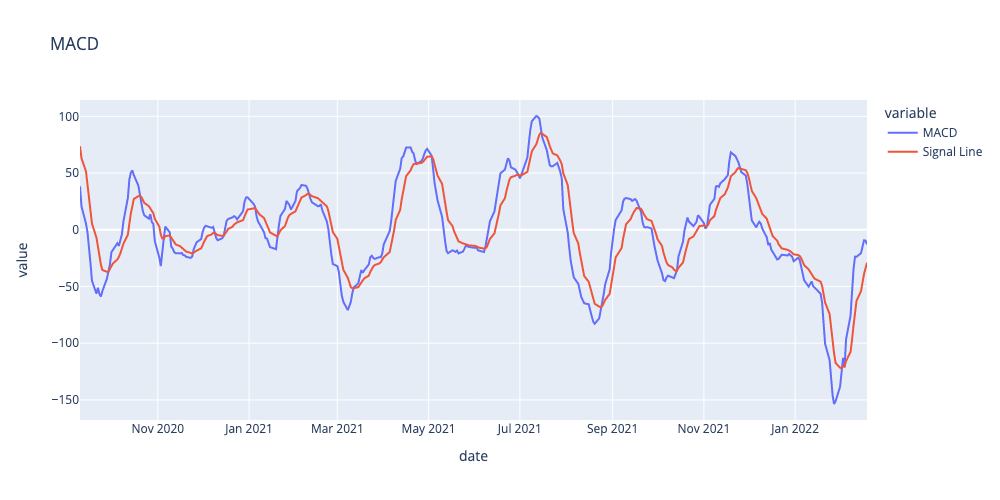 MACD
variable
MACD
Signal Line
value
100
50
0
−50
−100
−150
Nov 2020
Jan 2021
Mar 2021
May 2021
Jul 2021
Sep 2021
Nov 2021
Jan 2022
date